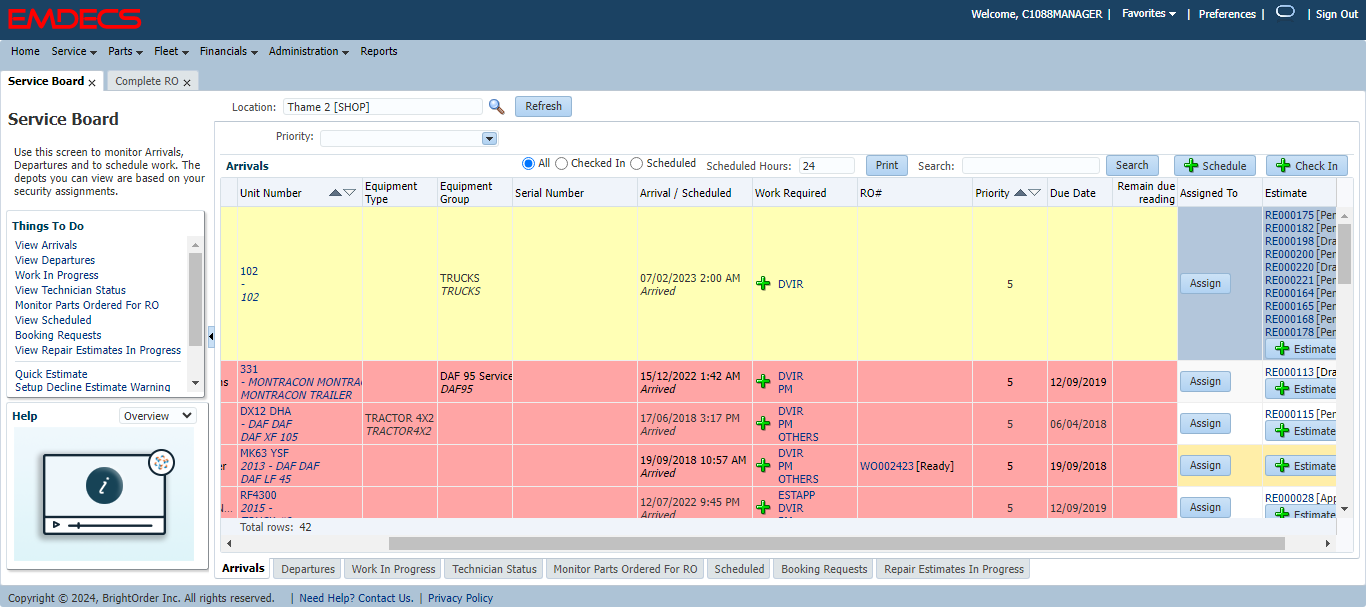 EMDECS
Welcome, C1088MANAGER | Favorites | Preferences | | Sign Out
Home Service Parts Fleet Financials Administration Reports
Service Board x Complete RO x
Location: Thame 2 [SHOP] Refresh
Service Board
Use this screen to monitor Arrivals,
Departures and to schedule work. The
depots you can view are based on your
security assignments.
Things To Do
View Arrivals
View Departures
Work In Progress
View Technician Status
Monitor Parts Ordered For RO
View Scheduled
Booking Requests
View Repair Estimates In Progress
Quick Estimate
Setup Decline Estimate Warning
Help Overview
i
Priority:
Arrivals All Checked In Scheduled Scheduled Hours: 24 Print Search: Search Schedule Check In
Unit Number Equipment Type Equipment Group Serial Number Arrival / Scheduled Work Required RO# Priority Due Date Remain due reading Assigned To Estimate
102
-
102
TRUCKS
TRUCKS
07/02/2023 2:00 AM
Arrived
DVIR
5
Assign
RE000175 [Per
RE000182 [Per
RE000198 [Dra
RE000200 [Per
RE000220 [Dra
RE000221 [Per
RE000164 [Per
RE000165 [Per
RE000168 [Per
RE000178 [Per
Estimate
ns
331
- MONTRACON MONTRA
MONTRACON TRAILER
DAF 95 Service
DAF95
15/12/2022 1:42 AM
Arrived
DVIR
PM
5
12/09/2019
Assign
RE000113 [Dra
Estimate
DX12 DHA
- DAF DAF
DAF XF 105
TRACTOR 4X2
TRACTOR4X2
17/06/2018 3:17 PM
Arrived
DVIR
PM
OTHERS
5
06/04/2018
Assign
RE000115 [Per
Estimate
er
MK63 YSF
2013 - DAF DAF
DAF LF 45
19/09/2018 10:57 AM
Arrived
DVIR
PM
OTHERS
WO002423 [Ready]
5
19/09/2018
Assign
Estimate
N...
RF4300
2015 -
12/07/2022 9:45 PM
Arrived
ESTAPP
DVIR
5
12/09/2019
Assign
RE000028 [App
Estimate
Total rows: 42
Arrivals Departures Work In Progress Technician Status Monitor Parts Ordered For RO Scheduled Booking Requests Repair Estimates In Progress
Copyright © 2024, BrightOrder Inc. All rights reserved. | Need Help? Contact Us. | Privacy Policy